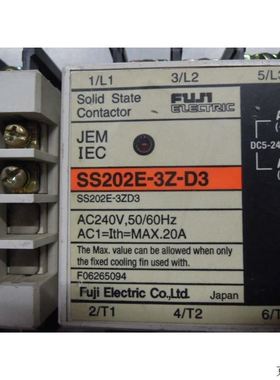 1/L1 3/L2 5/L3
Solid State Contactor
FUJI ELECTRIC
JEM
IEC
DC5-24
SS202E-3Z-D3
SS202E-3ZD3
AC240V,50/60Hz
AC1=Ith=MAX.20A
The Max. value can be allowed when only
the fixed cooling fin used with.
F06265094
Fuji Electric Co.,Ltd. Japan
2/T1 4/T2 6/T